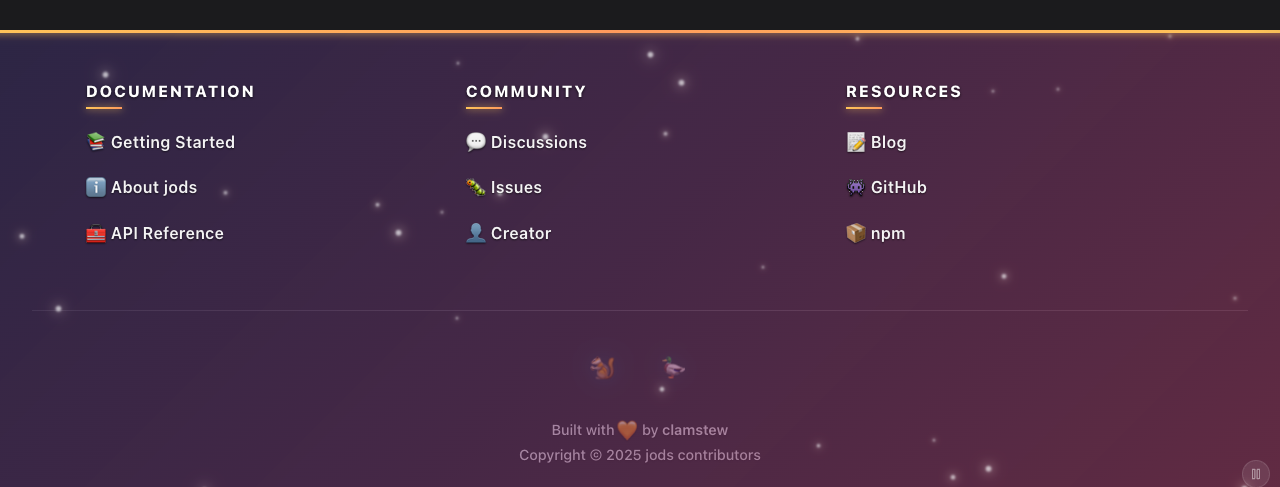 DOCUMENTATION
Getting Started
About jods
API Reference
COMMUNITY
Discussions
Issues
Creator
RESOURCES
Blog
GitHub
npm
Built with 🤎 by clamstew
Copyright © 2025 jods contributors